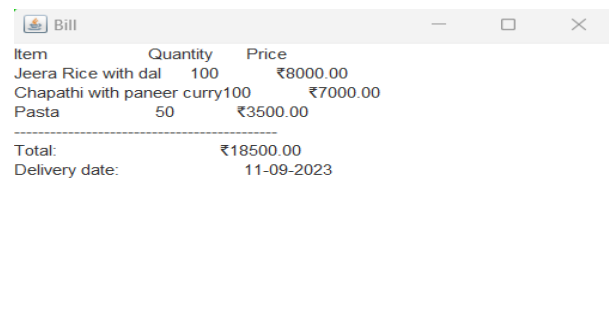 Bill
Item Quantity Price
Jeera Rice with dal 100 ₹8000.00
Chapathi with paneer curry100 ₹7000.00
Pasta 50 ₹3500.00
--------------------------------------------
Total: ₹18500.00
Delivery date: 11-09-2023